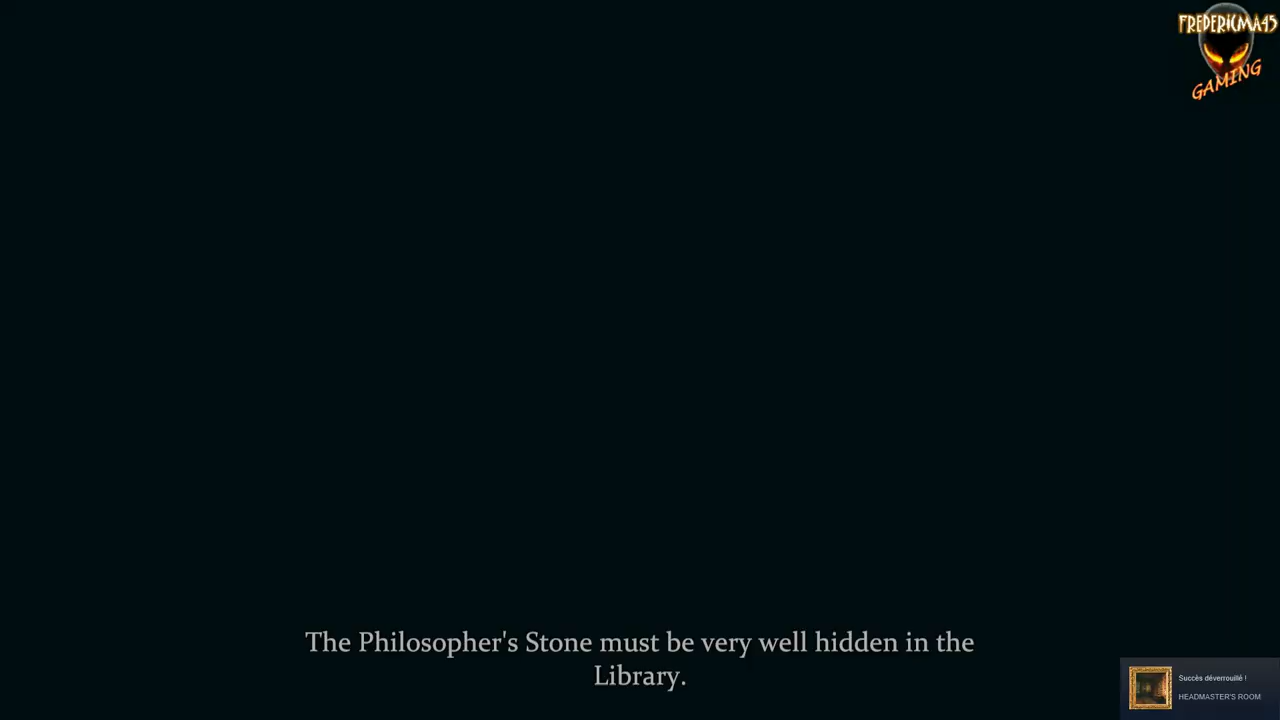 FREDERICMA45
GAMING
The Philosopher's Stone must be very well hidden in the
Library.
Succès déverrouillé !
HEADMASTER'S ROOM